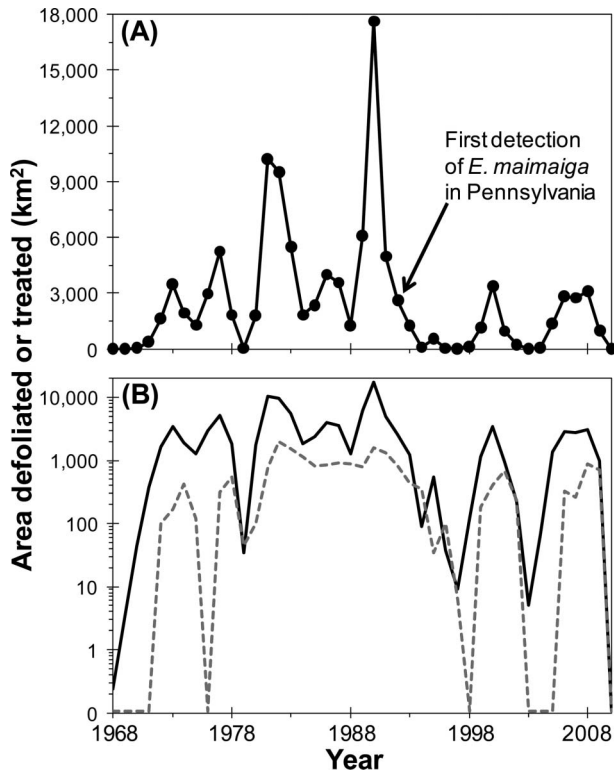 (A)
18,000
15,000
12,000
9,000
6,000
3,000
0
First detection
of E. maimaiga
in Pennsylvania
Area defoliated or treated (km²)
(B)
10,000
1,000
100
10
1
0
1968
1978
1988
1998
2008
Year